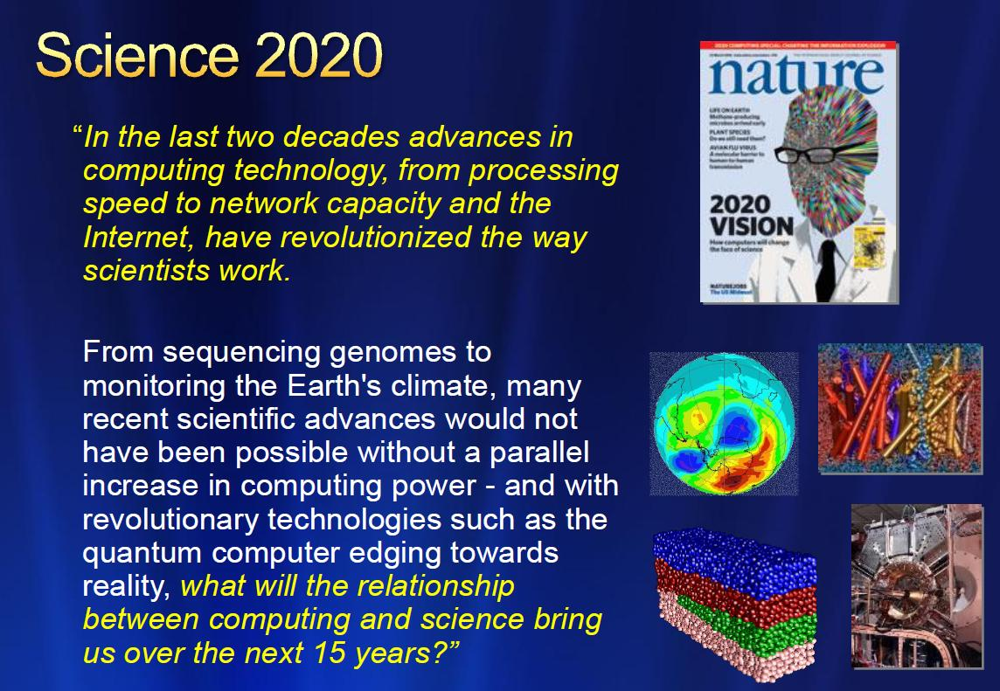 Science 2020
“In the last two decades advances in
computing technology, from processing
speed to network capacity and the
Internet, have revolutionized the way
scientists work.
From sequencing genomes to
monitoring the Earth's climate, many
recent scientific advances would not
have been possible without a parallel
increase in computing power - and with
revolutionary technologies such as the
quantum computer edging towards
reality, what will the relationship
between computing and science bring
us over the next 15 years?”
2020 COMPUTING SPECIAL: CHARTING THE INFORMATION EXPLOSION
nature
LIFE ON EARTH
Methane-producing
microbes arrived early
PLANT SPECIES
Do we still need them?
AVIAN FLU VIRUS
A molecular barrier to
human-to-human
transmission
2020
VISION
How computers will change
the face of science
NATUREJOBS
The US Midwest